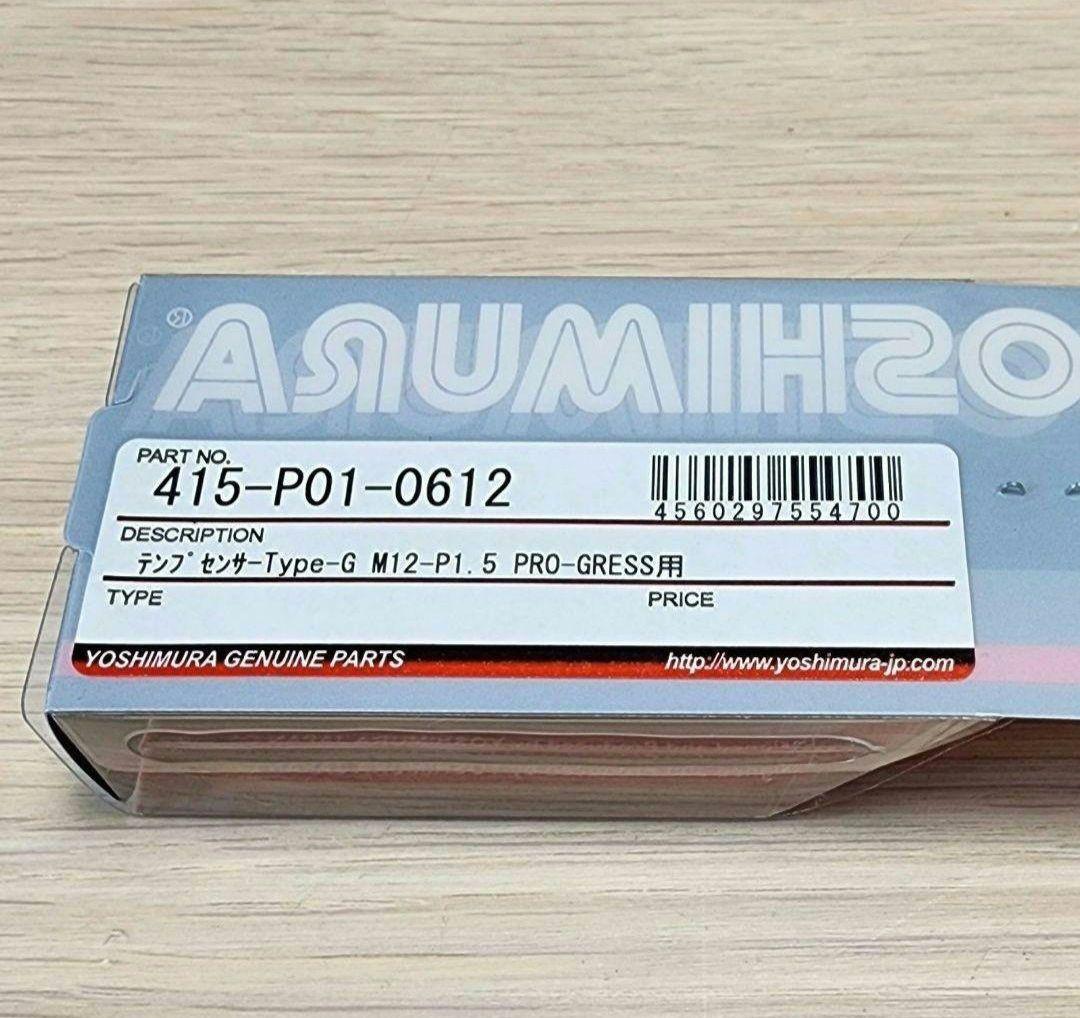 OSHIMURA®
PART NO.
415-P01-0612
4560297554700
DESCRIPTION
テンプセンサーType-G M12-P1.5 PRO-GRESS用
TYPE PRICE
YOSHIMURA GENUINE PARTS http://www.yoshimura-jp.com